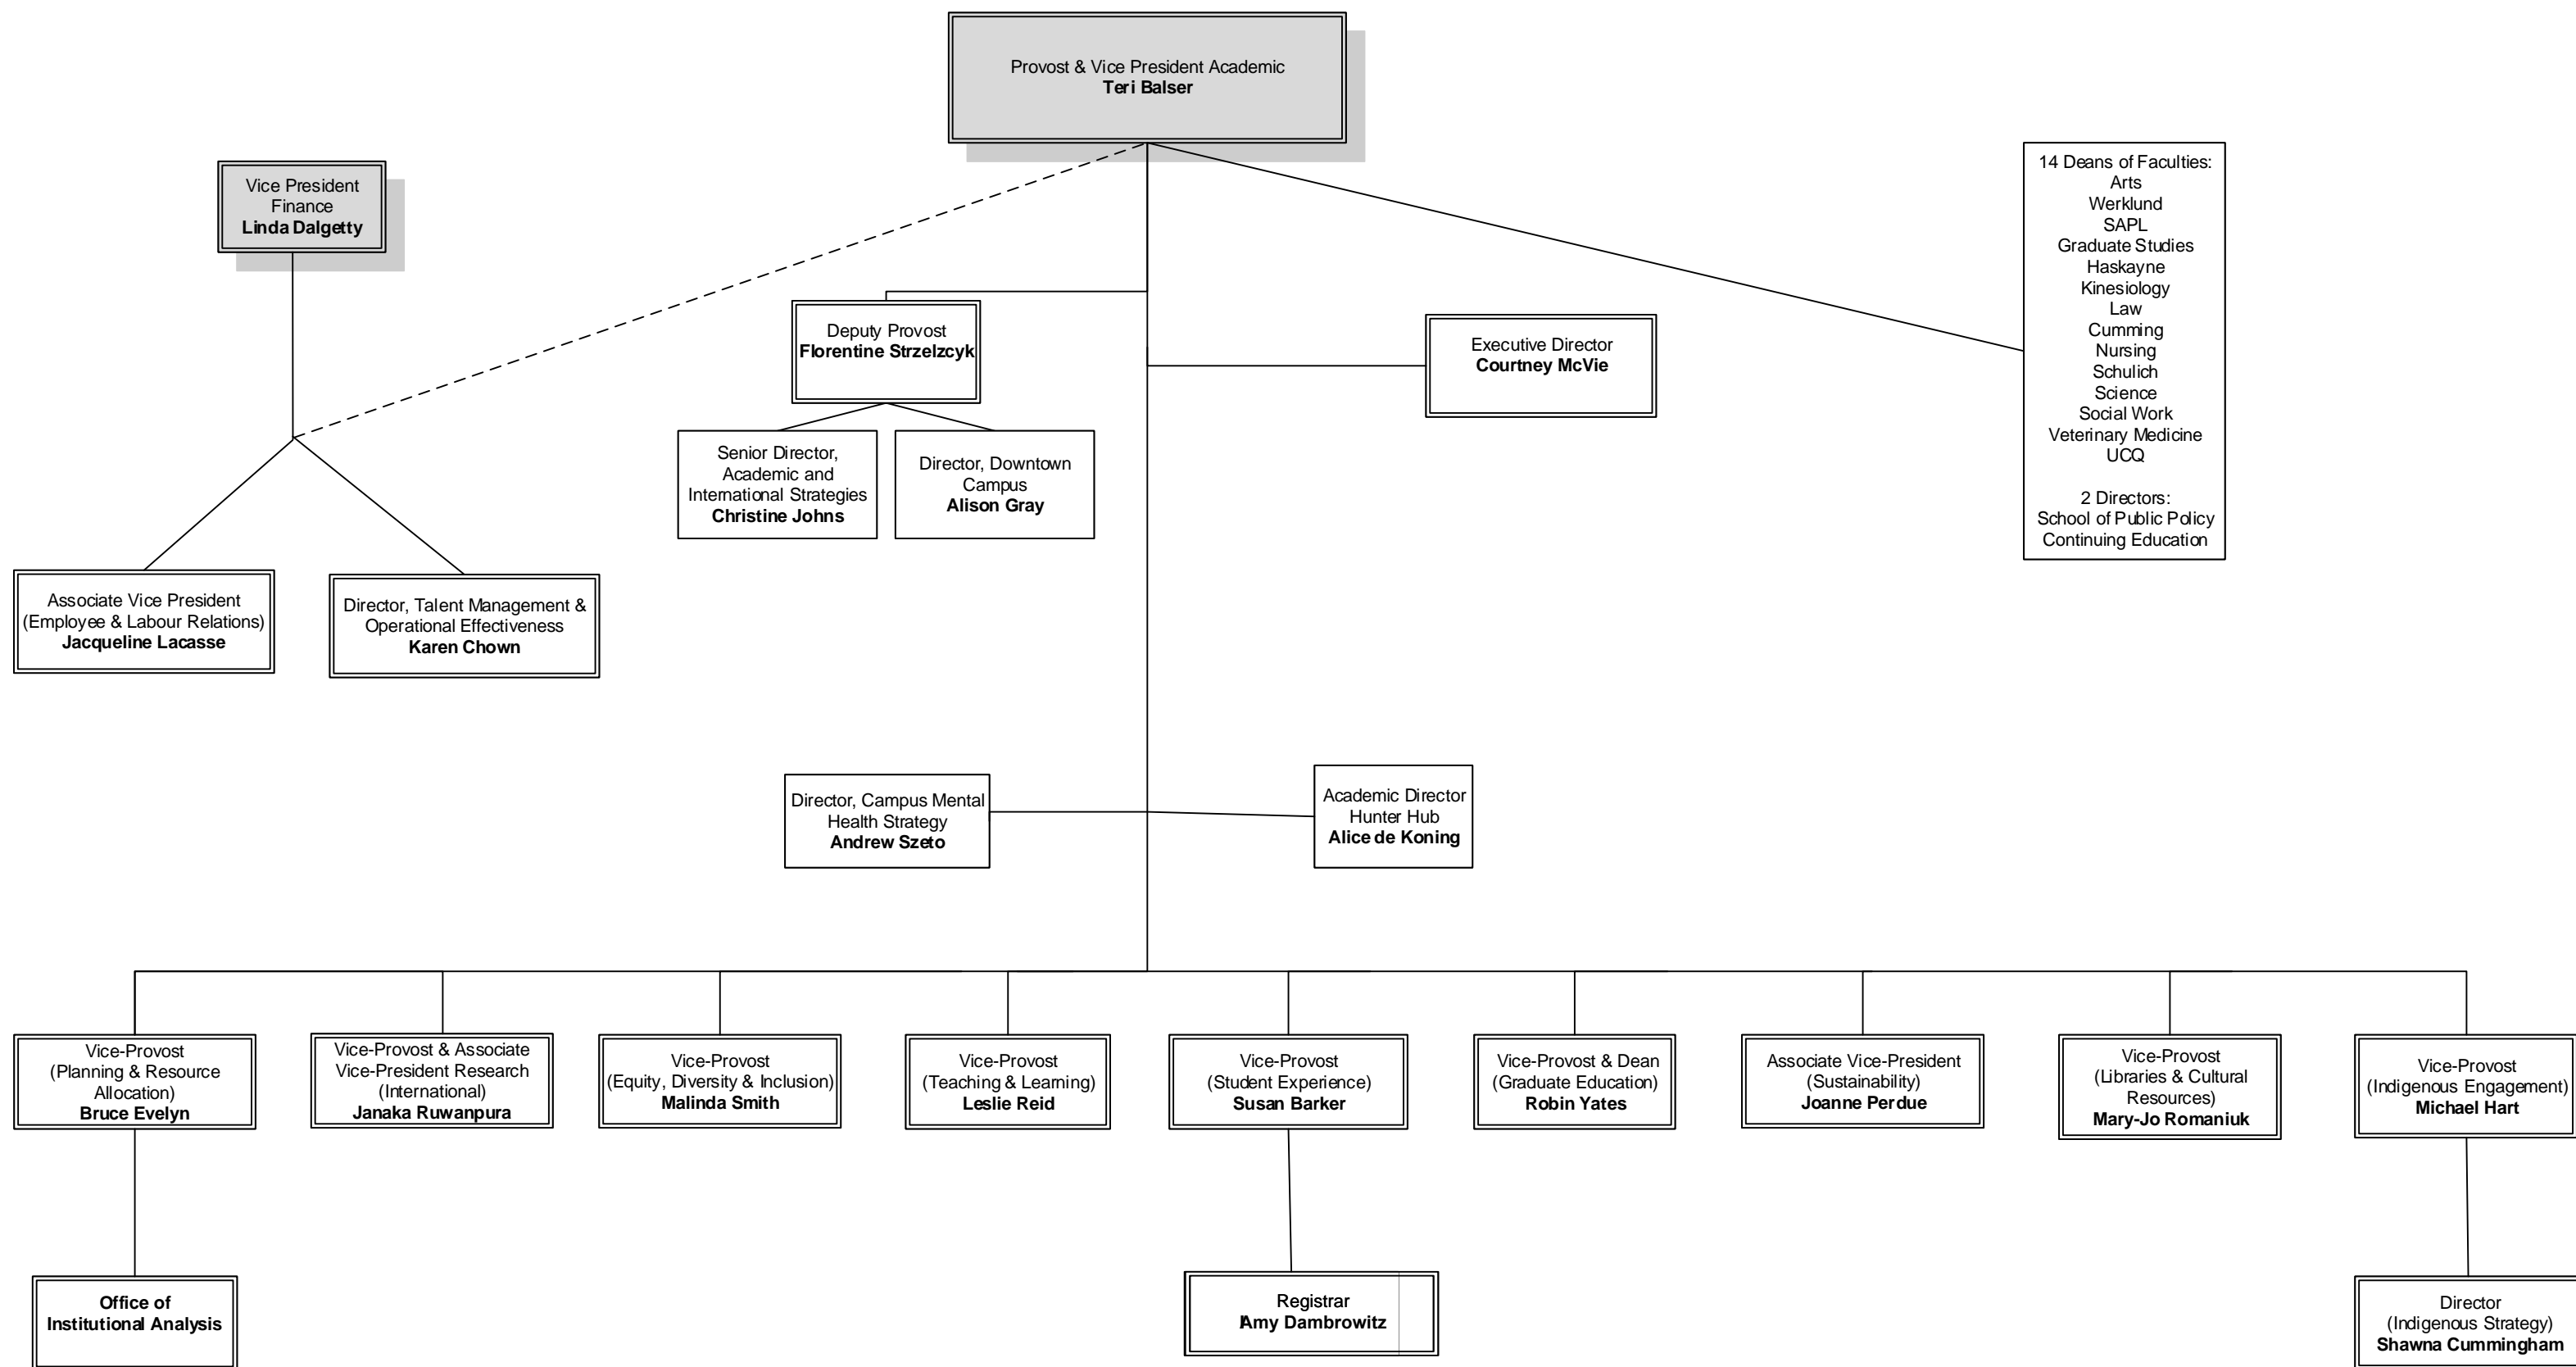 Provost & Vice President Academic
Teri Balser
Vice President
Finance
Linda Dalgetty
14 Deans of Faculties:
Arts
Werklund
SAPL
Graduate Studies
Haskayne
Kinesiology
Law
Cumming
Nursing
Schulich
Science
Social Work
Veterinary Medicine
UCQ
2 Directors:
School of Public Policy
Continuing Education
Deputy Provost
Florentine Strzelzcyk
Executive Director
Courtney McVie
Senior Director,
Academic and
International Strategies
Christine Johns
Director, Downtown
Campus
Alison Gray
Associate Vice President
(Employee & Labour Relations)
Jacqueline Lacasse
Director, Talent Management &
Operational Effectiveness
Karen Chown
Director, Campus Mental
Health Strategy
Andrew Szeto
Academic Director
Hunter Hub
Alice de Koning
Vice-Provost
(Planning & Resource
Allocation)
Bruce Evelyn
Vice-Provost & Associate
Vice-President Research
(International)
Janaka Ruwanpura
Vice-Provost
(Equity, Diversity & Inclusion)
Malinda Smith
Vice-Provost
(Teaching & Learning)
Leslie Reid
Vice-Provost
(Student Experience)
Susan Barker
Vice-Provost & Dean
(Graduate Education)
Robin Yates
Associate Vice-President
(Sustainability)
Joanne Perdue
Vice-Provost
(Libraries & Cultural
Resources)
Mary-Jo Romaniuk
Vice-Provost
(Indigenous Engagement)
Michael Hart
Office of
Institutional Analysis
Registrar
Amy Dambrowitz
Director
(Indigenous Strategy)
Shawna Cummingham